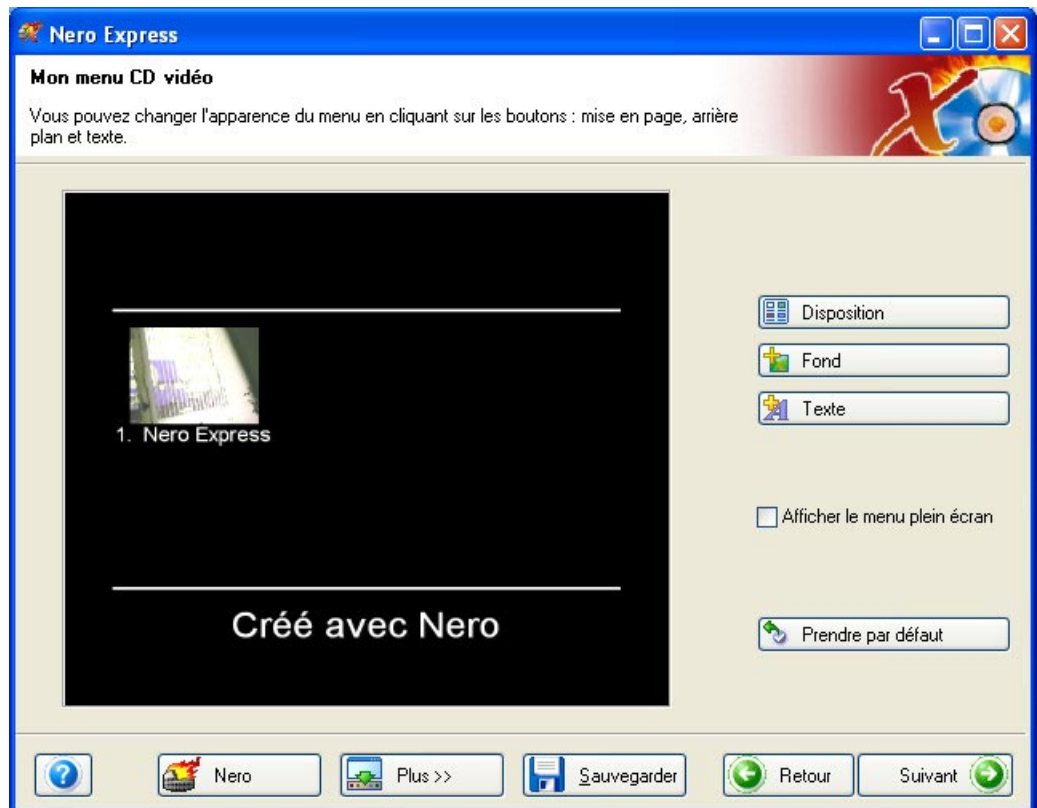 Nero Express
Mon menu CD vidéo
Vous pouvez changer l'apparence du menu en cliquant sur les boutons : mise en page, arrière
plan et texte.
Disposition
Fond
Texte
1. Nero Express
Afficher le menu plein écran
Créé avec Nero
Prendre par défaut
Nero
Plus >>
Sauvegarder
Retour
Suivant